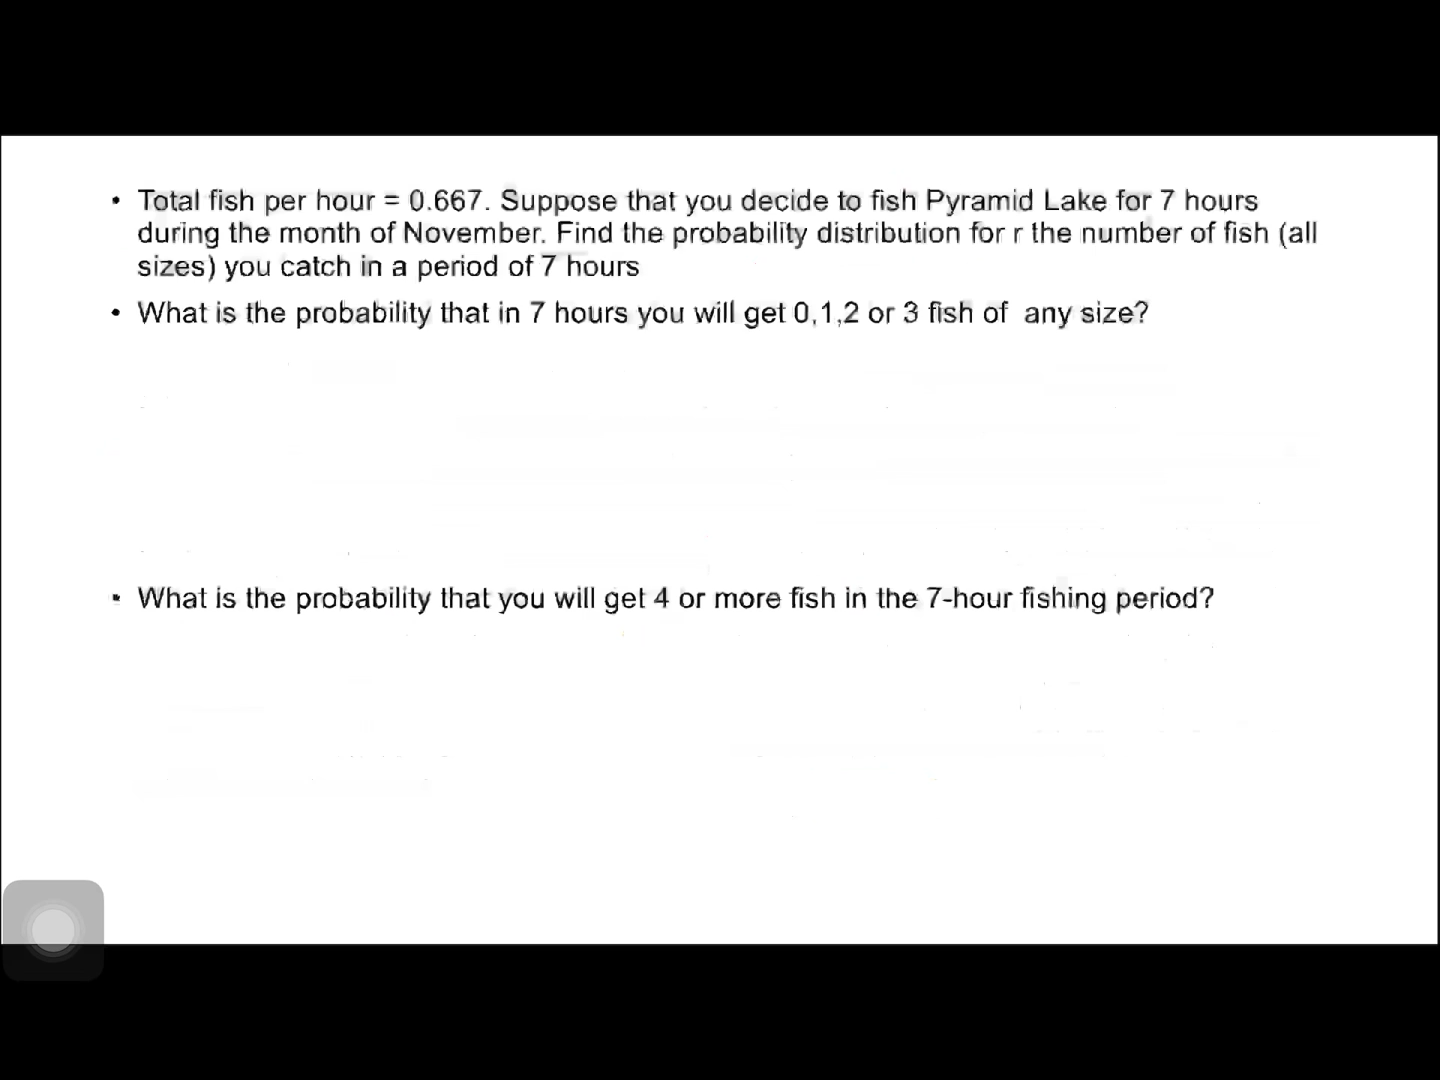 • Total fish per hour = 0.667. Suppose that you decide to fish Pyramid Lake for 7 hours
during the month of November. Find the probability distribution for r the number of fish (all
sizes) you catch in a period of 7 hours
• What is the probability that in 7 hours you will get 0,1,2 or 3 fish of any size?
• What is the probability that you will get 4 or more fish in the 7-hour fishing period?